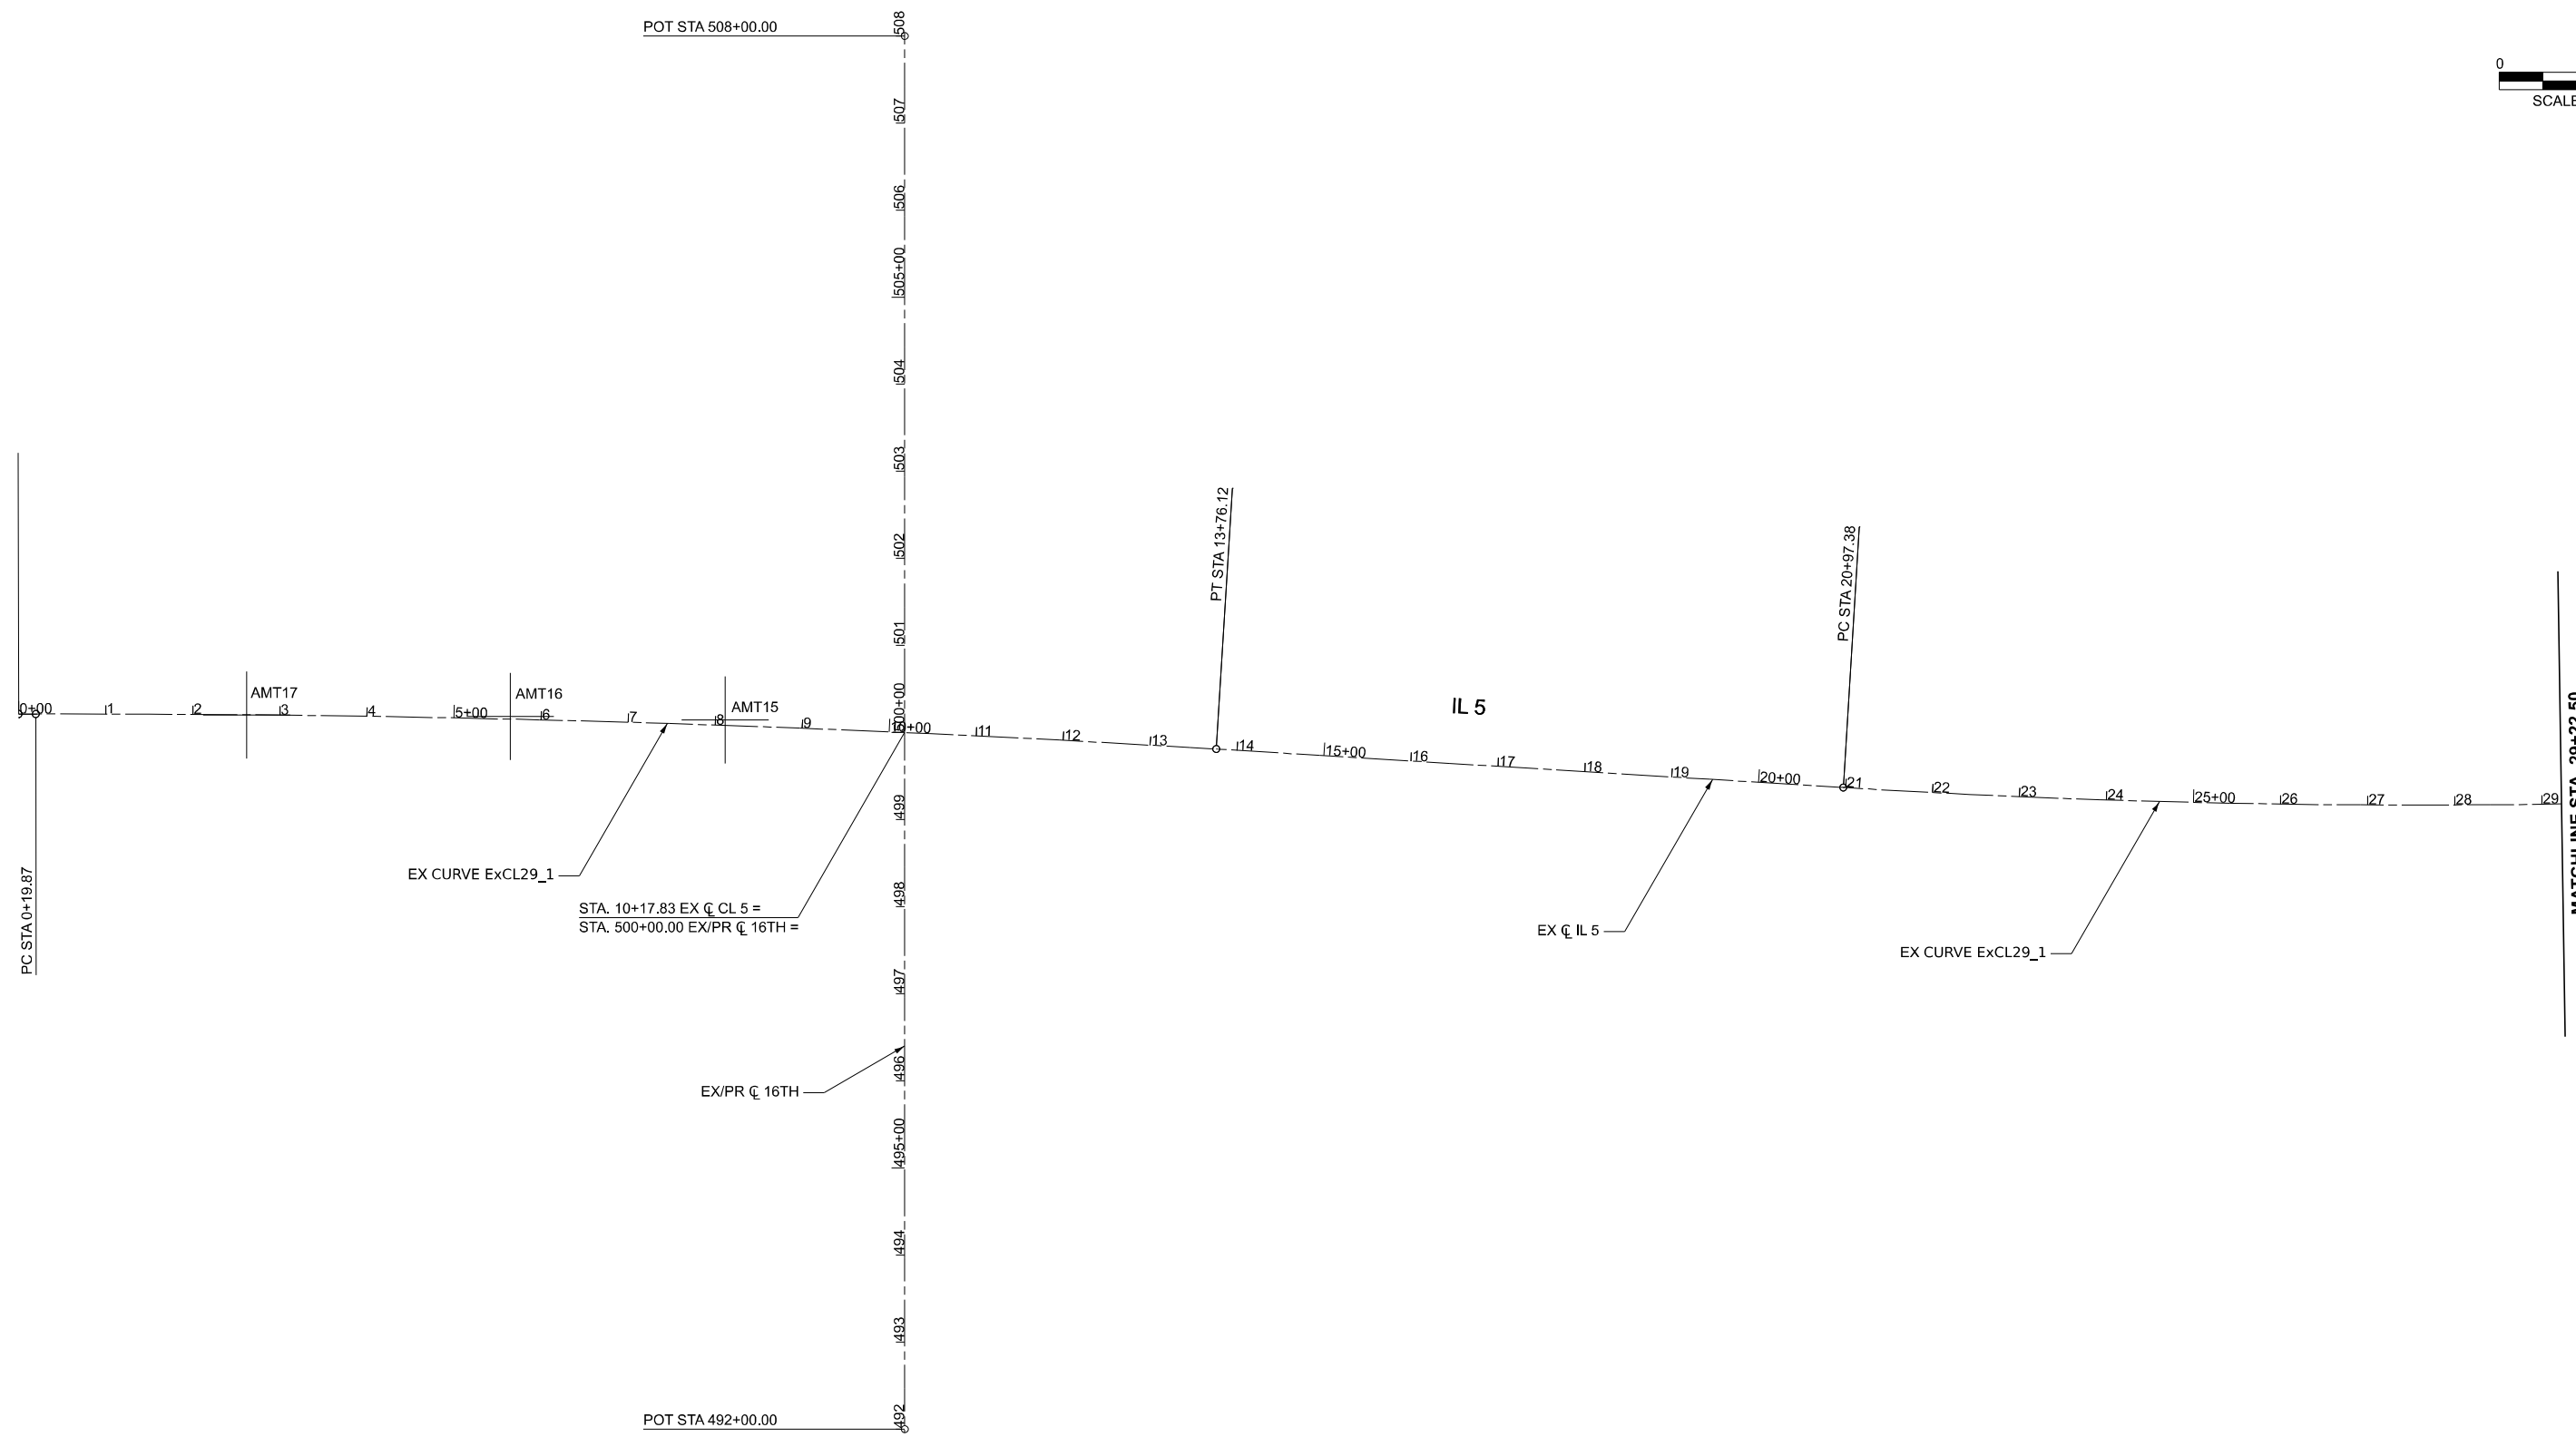 POT STA 508+00.00
508
507
506
505+00
504
503
502
501
500+00
0
SCALE
PT STA 13+76.12
PC STA 20+97.38
IL 5
AMT17
AMT16
AMT15
0+00
1
2
3
4
5+00
6
7
8
9
10+00
11
12
13
14
15+00
16
17
18
19
20+00
21
22
23
24
25+00
26
27
28
29
MATCHLINE STA. 29+22.50
PC STA 0+19.87
EX CURVE ExCL29_1
STA. 10+17.83 EX ℄ CL 5 =
STA. 500+00.00 EX/PR ℄ 16TH =
EX ℄ IL 5
EX CURVE ExCL29_1
499
498
497
496
EX/PR ℄ 16TH
495+00
494
493
492
POT STA 492+00.00